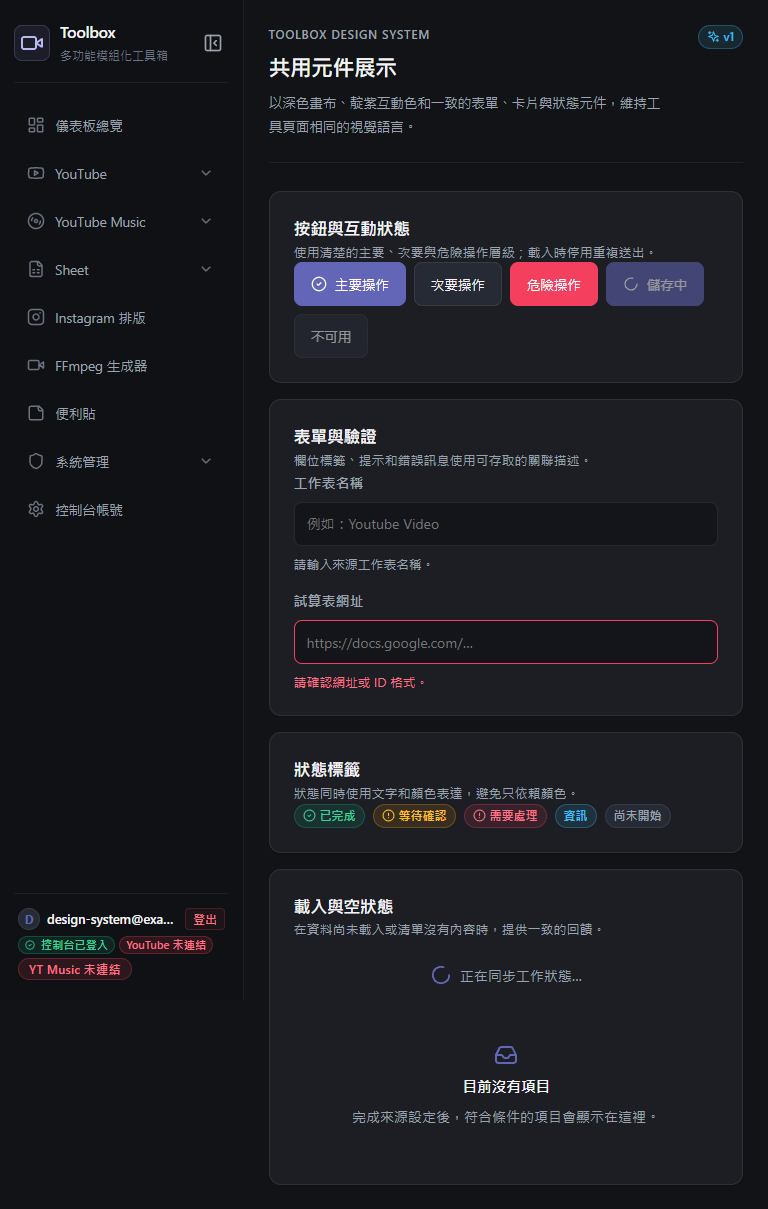 Toolbox
多功能模組化工具箱
儀表板總覽
YouTube
YouTube Music
Sheet
Instagram 排版
FFmpeg 生成器
便利貼
系統管理
控制台帳號
D
design-system@exa...
登出
控制台已登入
YouTube 未連結
YT Music 未連結
TOOLBOX DESIGN SYSTEM
v1
共用元件展示
以深色畫布、靛紫互動色和一致的表單、卡片與狀態元件，維持工
具頁面相同的視覺語言。
按鈕與互動狀態
使用清楚的主要、次要與危險操作層級；載入時停用重複送出。
主要操作
次要操作
危險操作
儲存中
不可用
表單與驗證
欄位標籤、提示和錯誤訊息使用可存取的關聯描述。
工作表名稱
例如：Youtube Video
請輸入來源工作表名稱。
試算表網址
https://docs.google.com/...
請確認網址或 ID 格式。
狀態標籤
狀態同時使用文字和顏色表達，避免只依賴顏色。
已完成
等待確認
需要處理
資訊
尚未開始
載入與空狀態
在資料尚未載入或清單沒有內容時，提供一致的回饋。
正在同步工作狀態...
目前沒有項目
完成來源設定後，符合條件的項目會顯示在這裡。